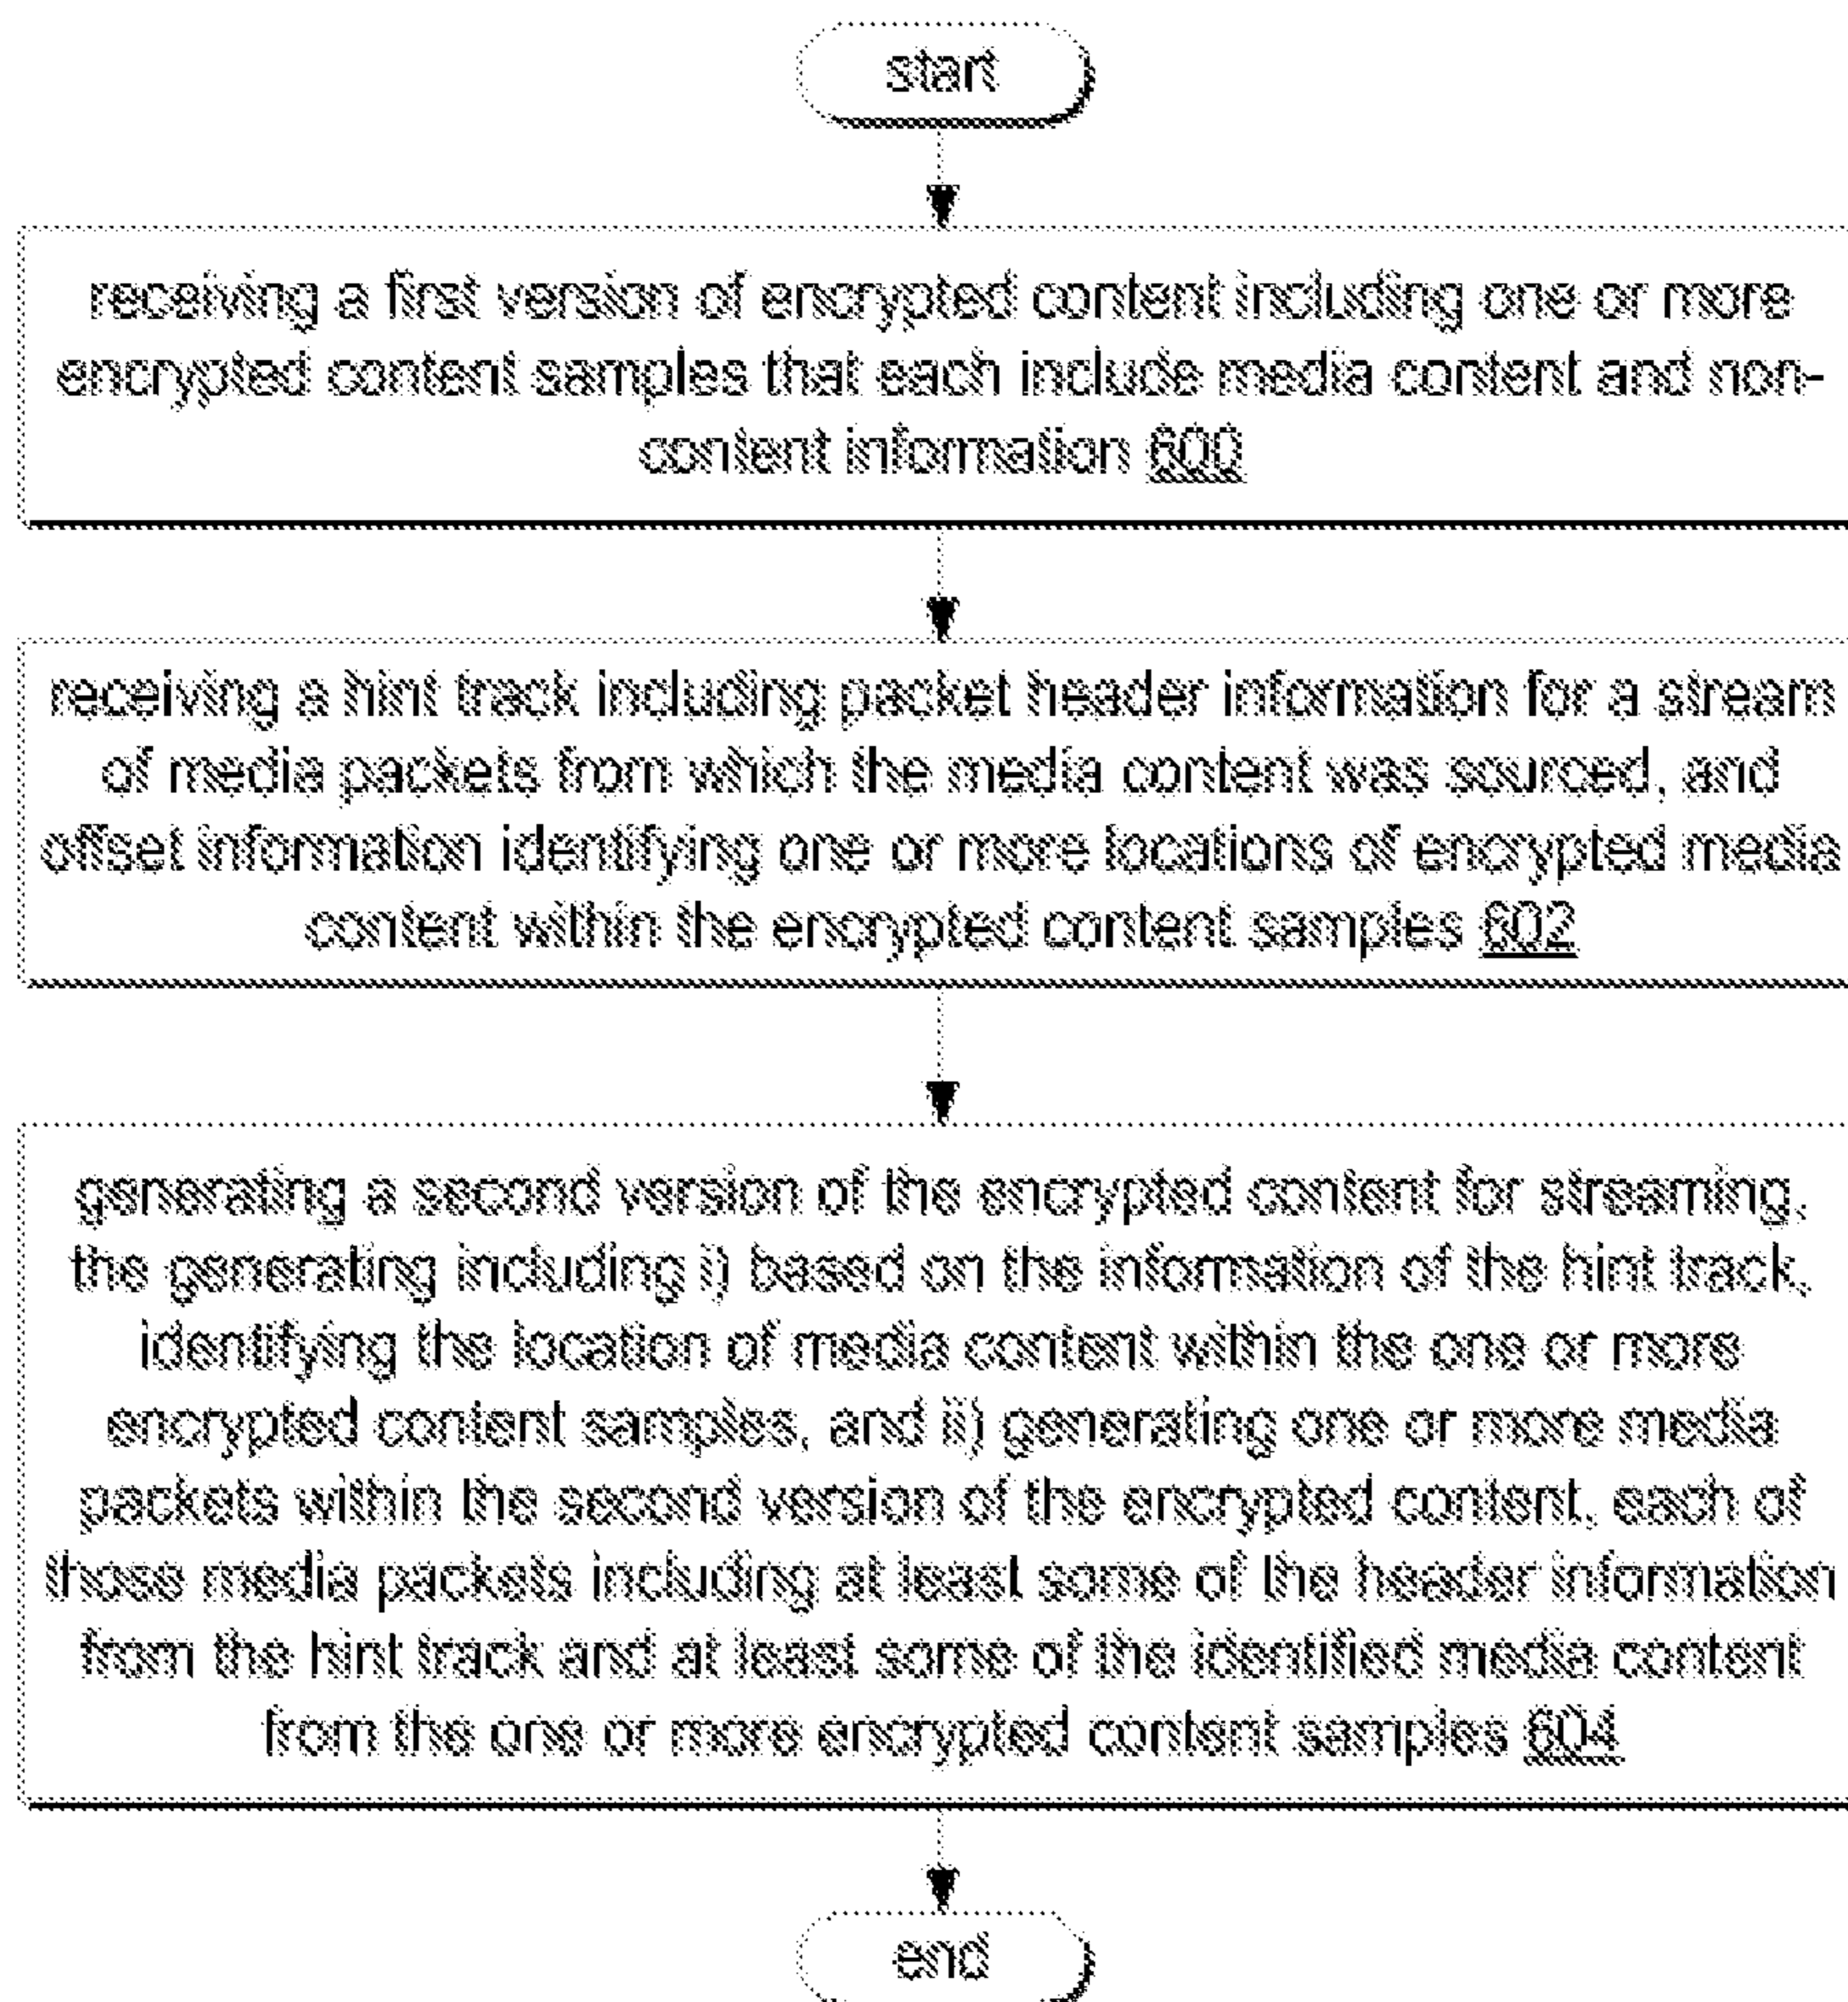 start
receiving a first version of encrypted content including one or more
encrypted content samples that each include media content and non-
content information 600
receiving a hint track including packet header information for a stream
of media packets from which the media content was sourced, and
offset information identifying one or more locations of encrypted media
content within the encrypted content samples 602
generating a second version of the encrypted content for streaming,
the generating including i) based on the information of the hint track,
identifying the location of media content within the one or more
encrypted content samples, and ii) generating one or more media
packets within the second version of the encrypted content, each of
those media packets including at least some of the header information
from the hint track and at least some of the identified media content
from the one or more encrypted content samples 604
end